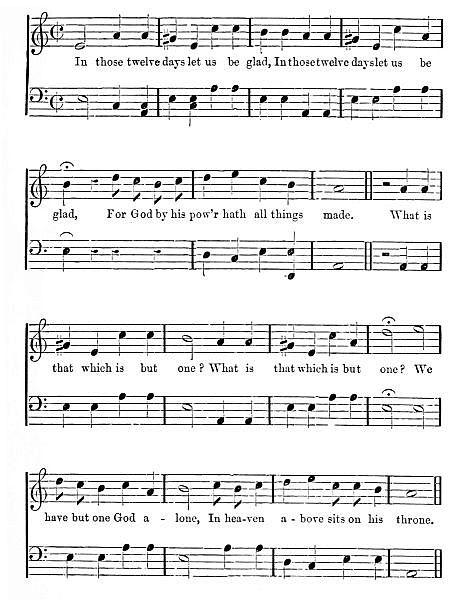 In those twelve days let us be glad, In those twelve days let us be
glad, For God by his pow'r hath all things made. What is
that which is but one? What is that which is but one? We
have but one God a - lone, In hea-ven a - bove sits on his throne.